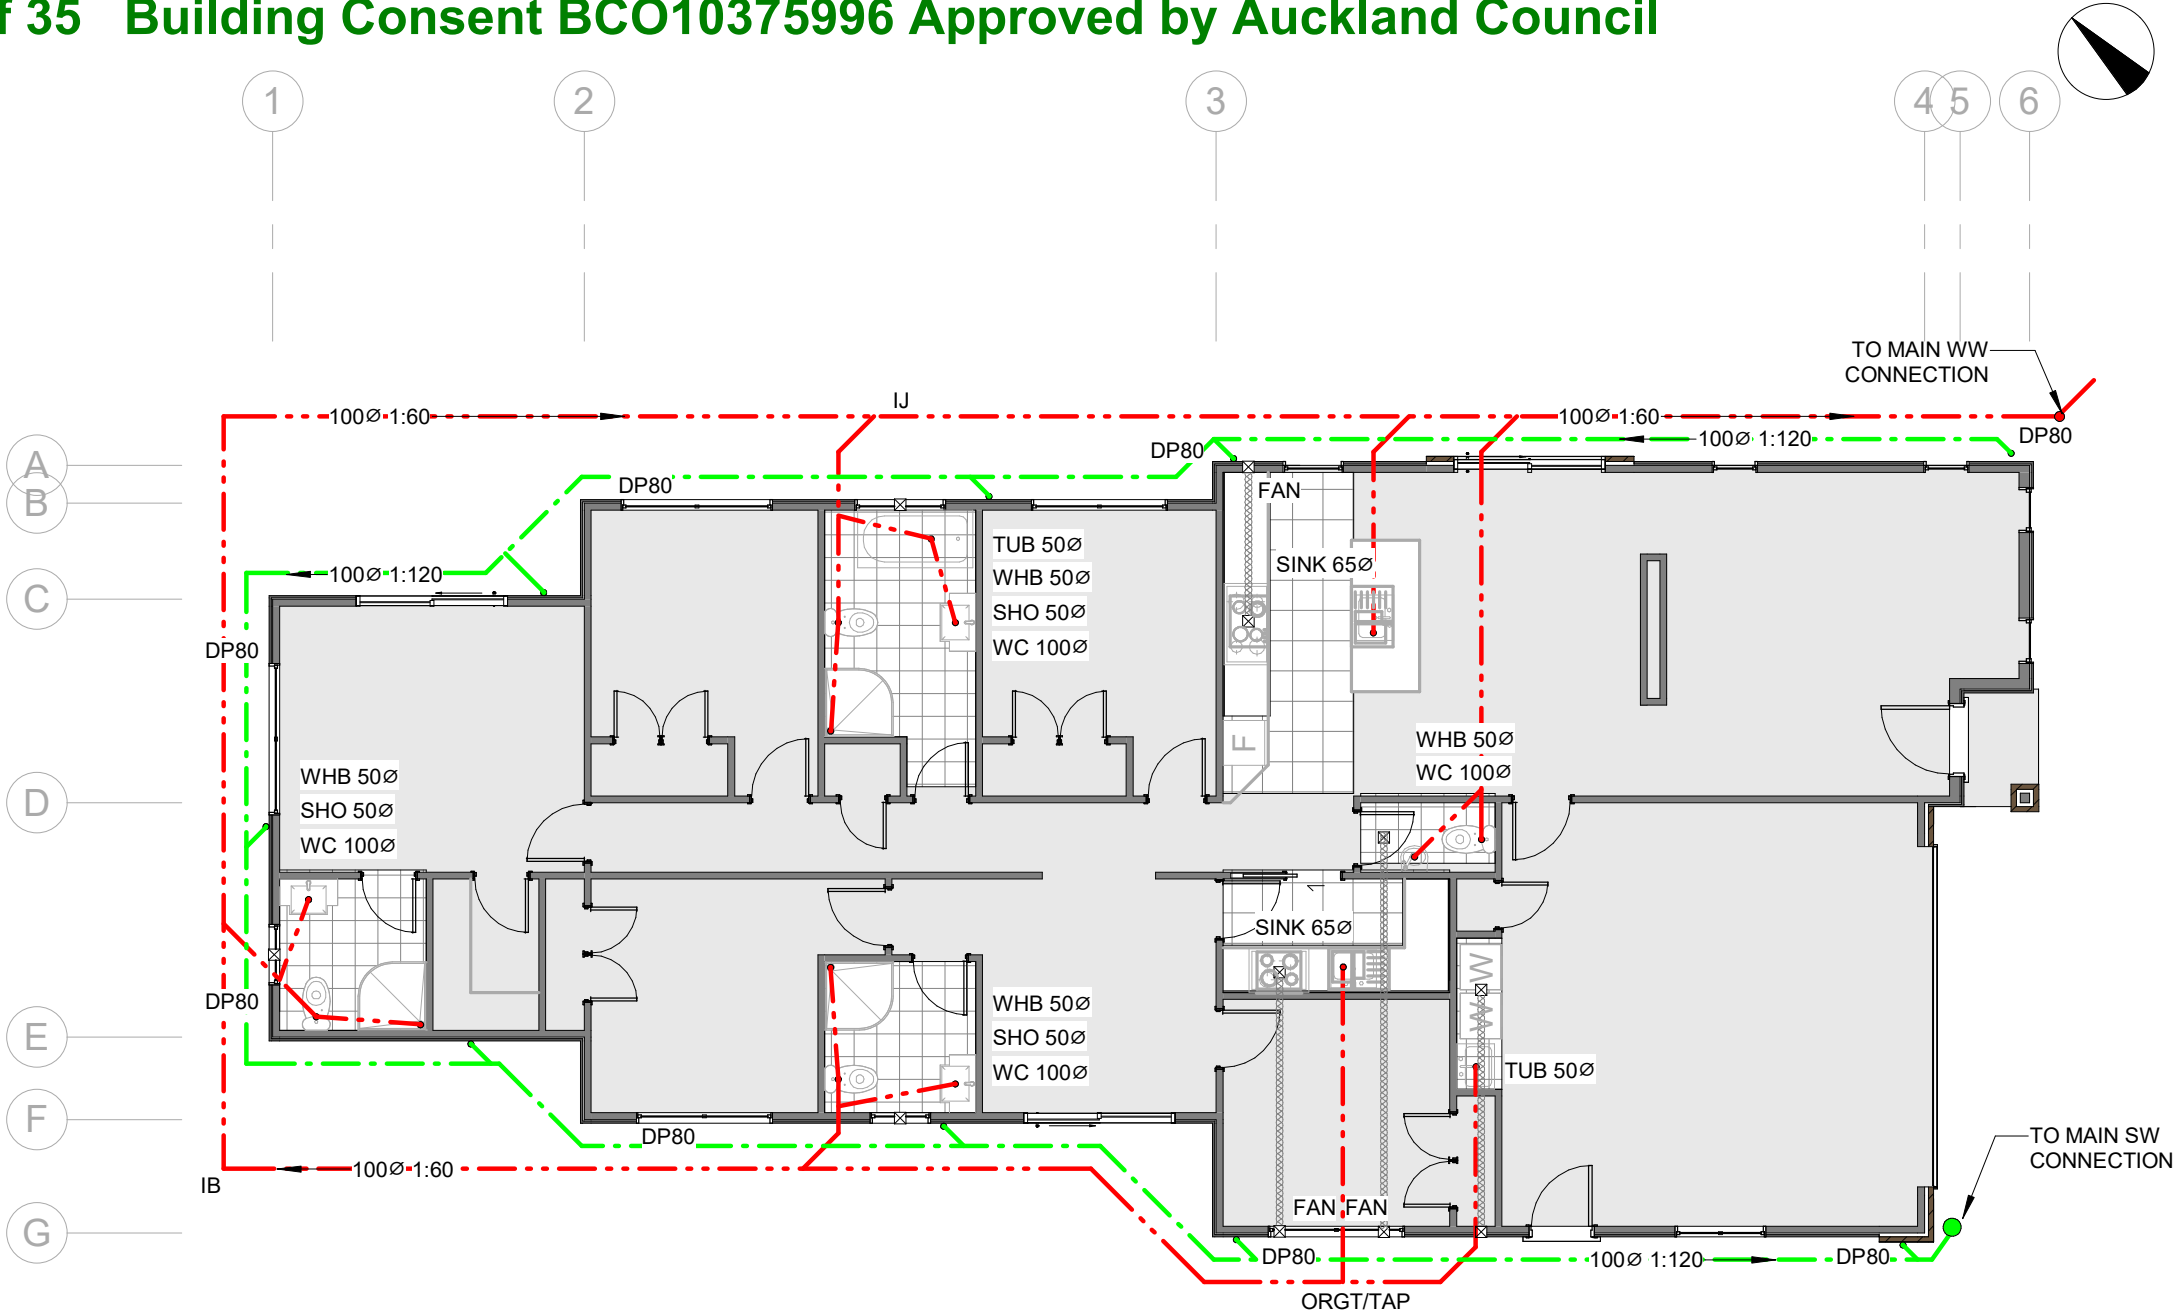 f 35 Building Consent BCO10375996 Approved by Auckland Council
1
2
3
4
5
6
TO MAIN WW
CONNECTION
IJ
100Ø 1:60
100Ø 1:60
DP80
100Ø 1:120
DP80
A
B
DP80
FAN
TUB 50Ø
WHB 50Ø
SHO 50Ø
WC 100Ø
SINK 65Ø
100Ø 1:120
C
DP80
F
WHB 50Ø
WC 100Ø
D
WHB 50Ø
SHO 50Ø
WC 100Ø
SINK 65Ø
W
W
DP80
WHB 50Ø
SHO 50Ø
WC 100Ø
E
TUB 50Ø
F
DP80
TO MAIN SW
CONNECTION
100Ø 1:60
IB
FAN FAN
G
DP80
100Ø 1:120
DP80
ORGT/TAP